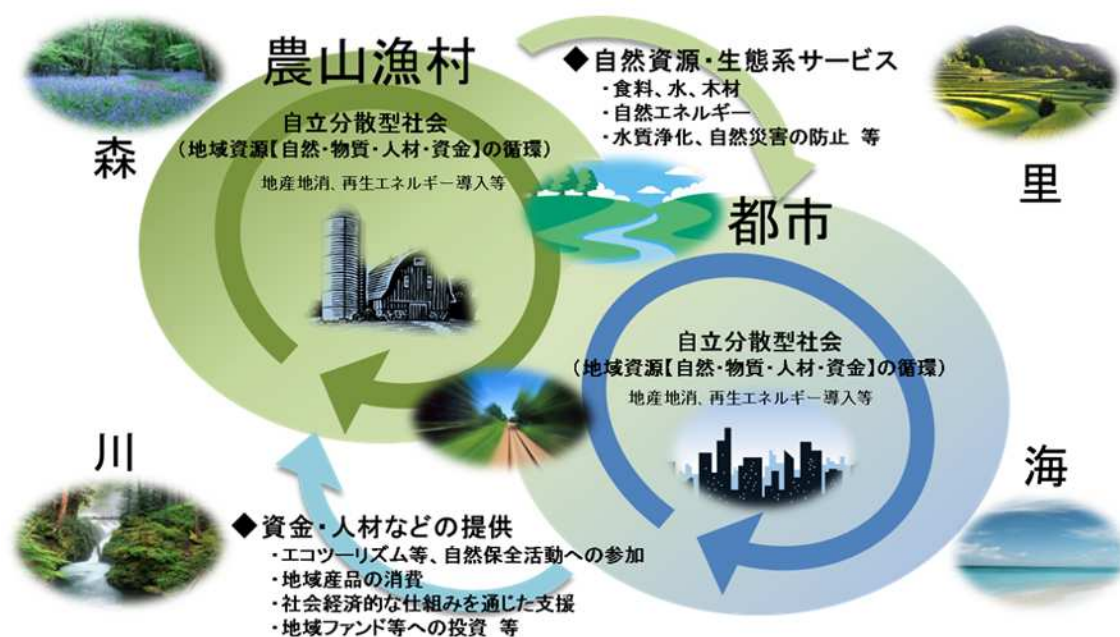 農山漁村
自立分散型社会
（地域資源【自然・物質・人材・資金】の循環）
地産地消、再生エネルギー導入等
◆自然資源・生態系サービス
・食料、水、木材
・自然エネルギー
・水質浄化、自然災害の防止 等
森
里
都市
自立分散型社会
（地域資源【自然・物質・人材・資金】の循環）
地産地消、再生エネルギー導入等
川
海
◆資金・人材などの提供
・エコツーリズム等、自然保全活動への参加
・地域産品の消費
・社会経済的な仕組みを通じた支援
・地域ファンド等への投資 等